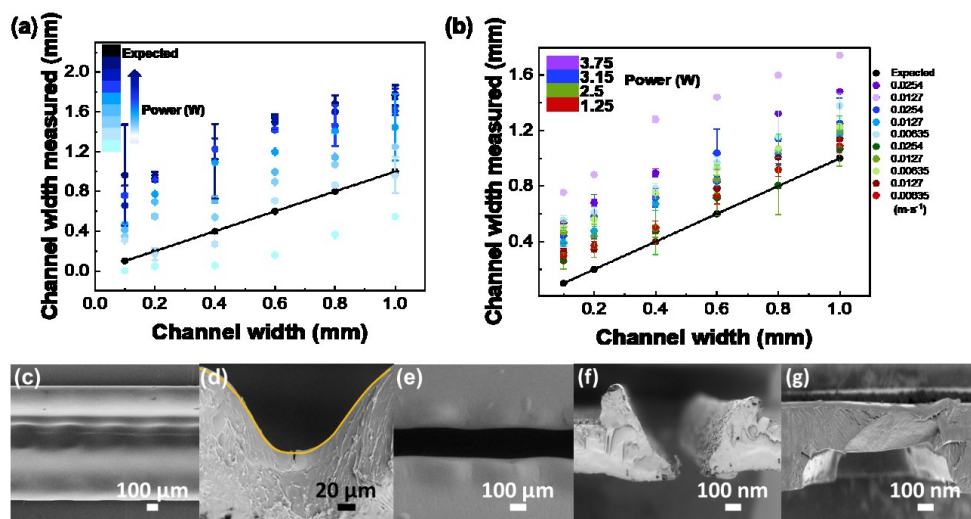 (a)
Channel width measured (mm)
2.0
1.6
1.2
0.8
0.4
0.0
Expected
Power (W)
0.0 0.2 0.4 0.6 0.8 1.0
Channel width (mm)
(b)
Channel width measured (mm)
1.6
1.2
0.8
0.4
3.75
3.15
2.5
1.25
Power (W)
0.2 0.4 0.6 0.8 1.0
Channel width (mm)
Expected
0.0254
0.0127
0.0254
0.0127
0.00635
0.0254
0.0127
0.00635
0.0127
0.00635
(m·s⁻¹)
(c)
100 µm
(d)
20 µm
(e)
100 µm
(f)
100 nm
(g)
100 nm